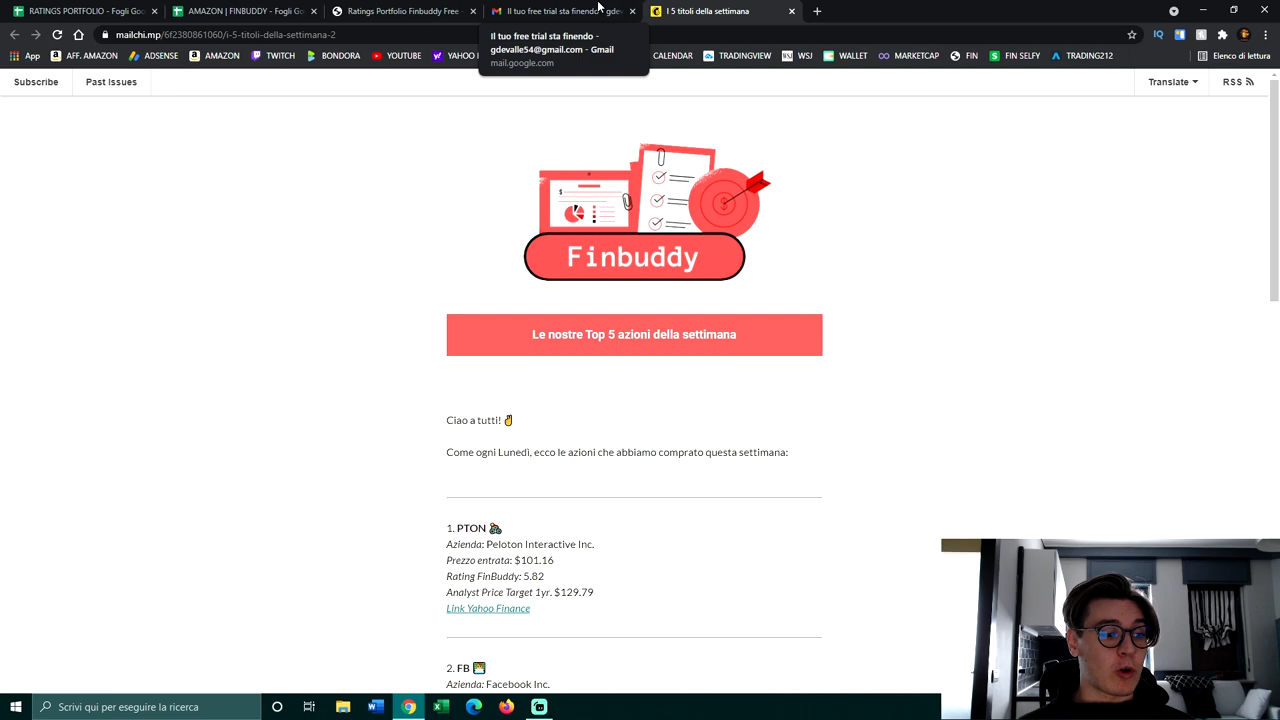 RATINGS PORTFOLIO - Fogli Goo
AMAZON | FINBUDDY - Fogli Goo
Ratings Portfolio Finbuddy Free
Il tuo free trial sta finendo - gdev
I 5 titoli della settimana
mailchi.mp/6f2380861060/i-5-titoli-della-settimana-2
Il tuo free trial sta finendo -
gdevalle54@gmail.com - Gmail
mail.google.com
App
AFF. AMAZON
ADSENSE
TWITCH
BONDORA
YOUTUBE
YAHOO
CALENDAR
TRADINGVIEW
WSJ
WSJ
MARKETCAP
FIN
FIN SELFY
TRADING212
Elenco di lettura
Subscribe
Past Issues
Translate
RSS
Finbuddy
Le nostre Top 5 azioni della settimana
Ciao a tutti!
Come ogni Lunedì, ecco le azioni che abbiamo comprato questa settimana:
1. PTON
Azienda: Peloton Interactive Inc.
Prezzo entrata: $101.16
Rating FinBuddy: 5.82
Analyst Price Target 1yr. $129.79
Link Yahoo Finance
2. FB
Azienda: Facebook Inc.
Scrivi qui per eseguire la ricerca